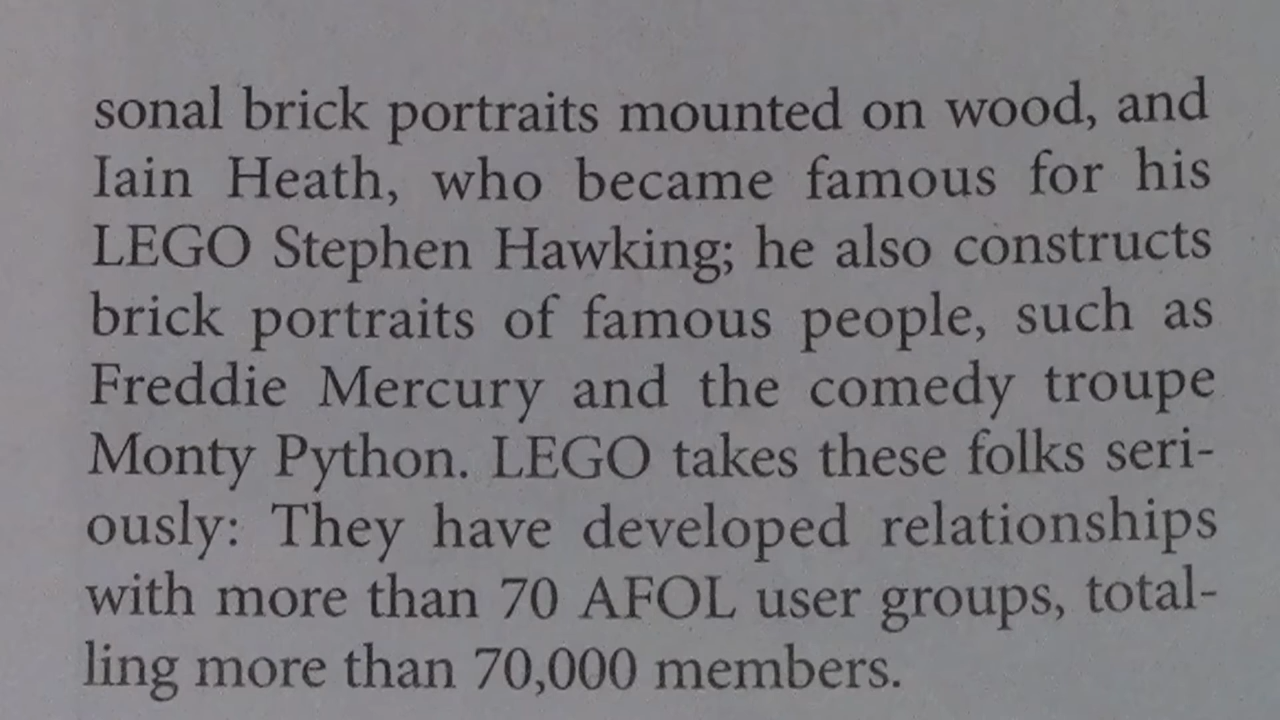 sonal brick portraits mounted on wood, and
Iain Heath, who became famous for his
LEGO Stephen Hawking; he also constructs
brick portraits of famous people, such as
Freddie Mercury and the comedy troupe
Monty Python. LEGO takes these folks seri-
ously: They have developed relationships
with more than 70 AFOL user groups, total-
ling more than 70,000 members.